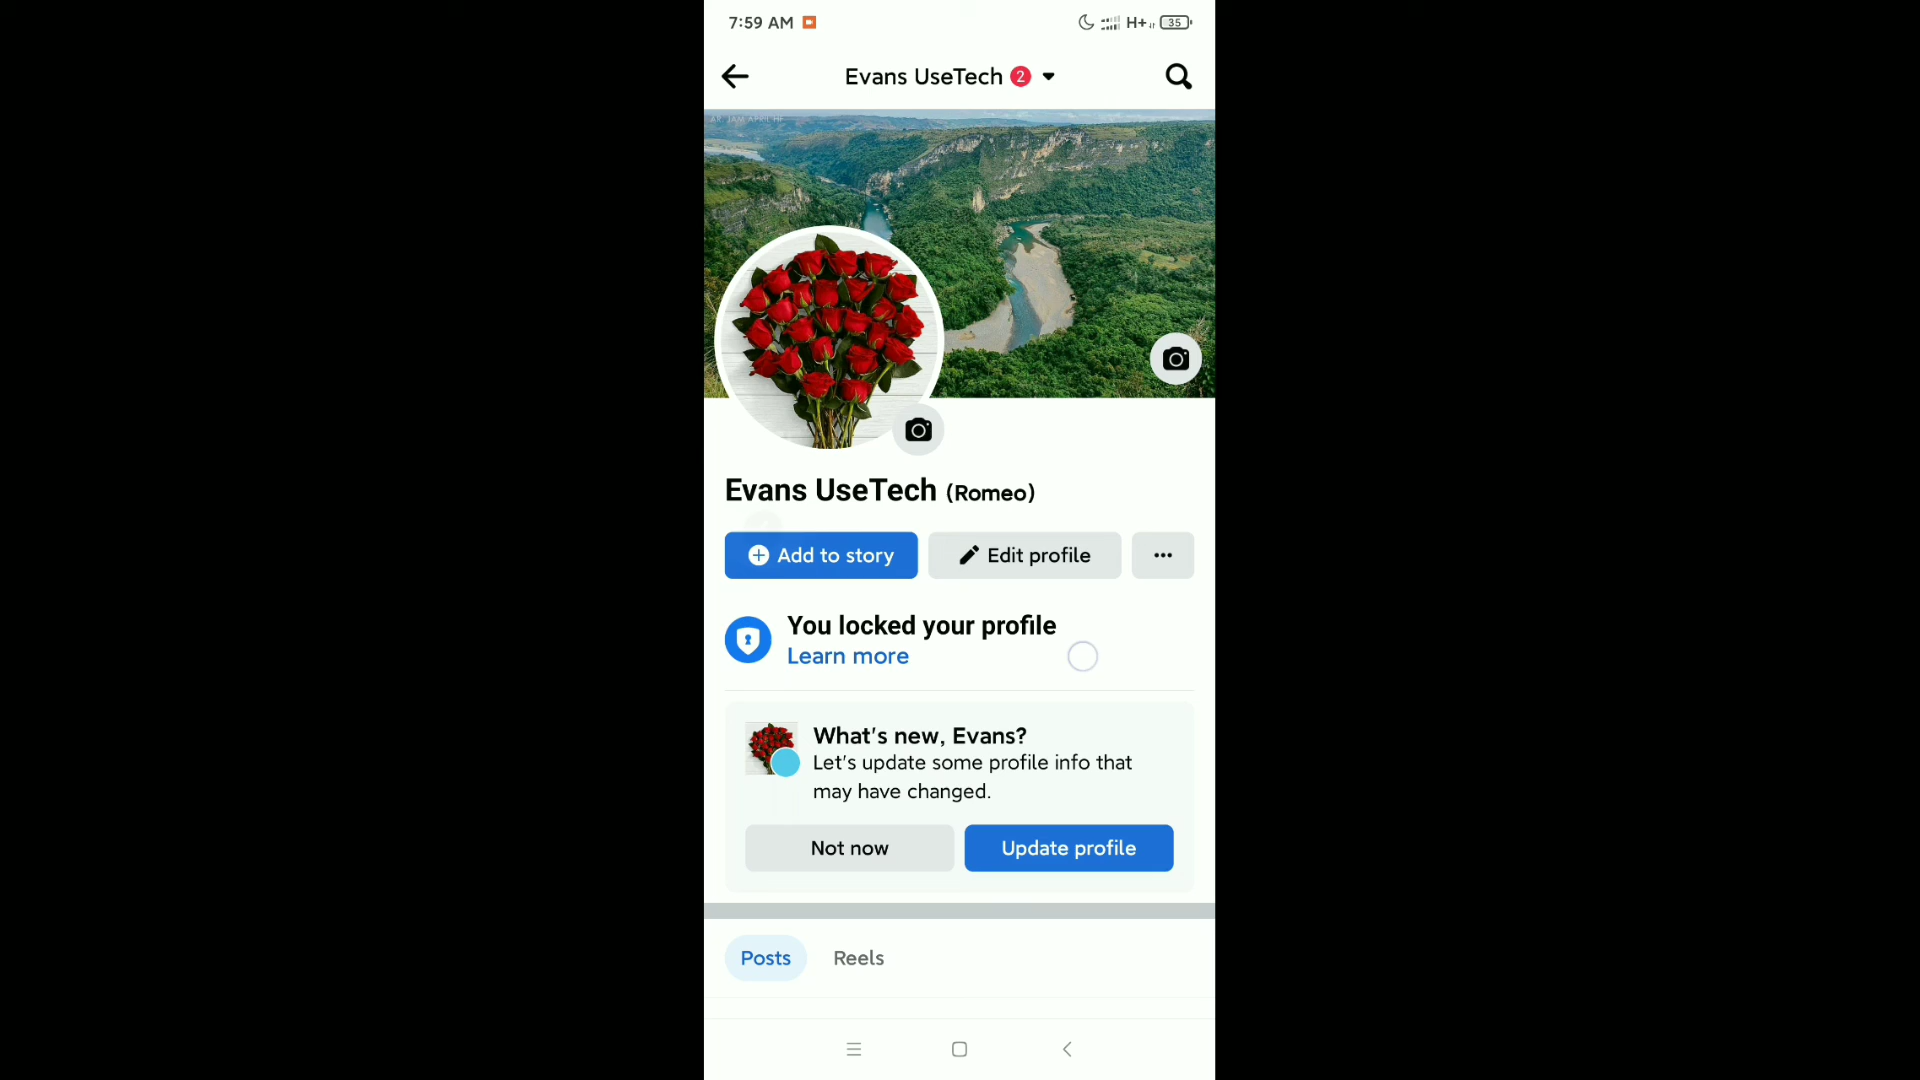 7:59 AM
H+
35
Evans UseTech 2
Evans UseTech (Romeo)
Add to story
Edit profile
You locked your profile
Learn more
What's new, Evans?
Let's update some profile info that
may have changed.
Not now
Update profile
Posts
Reels